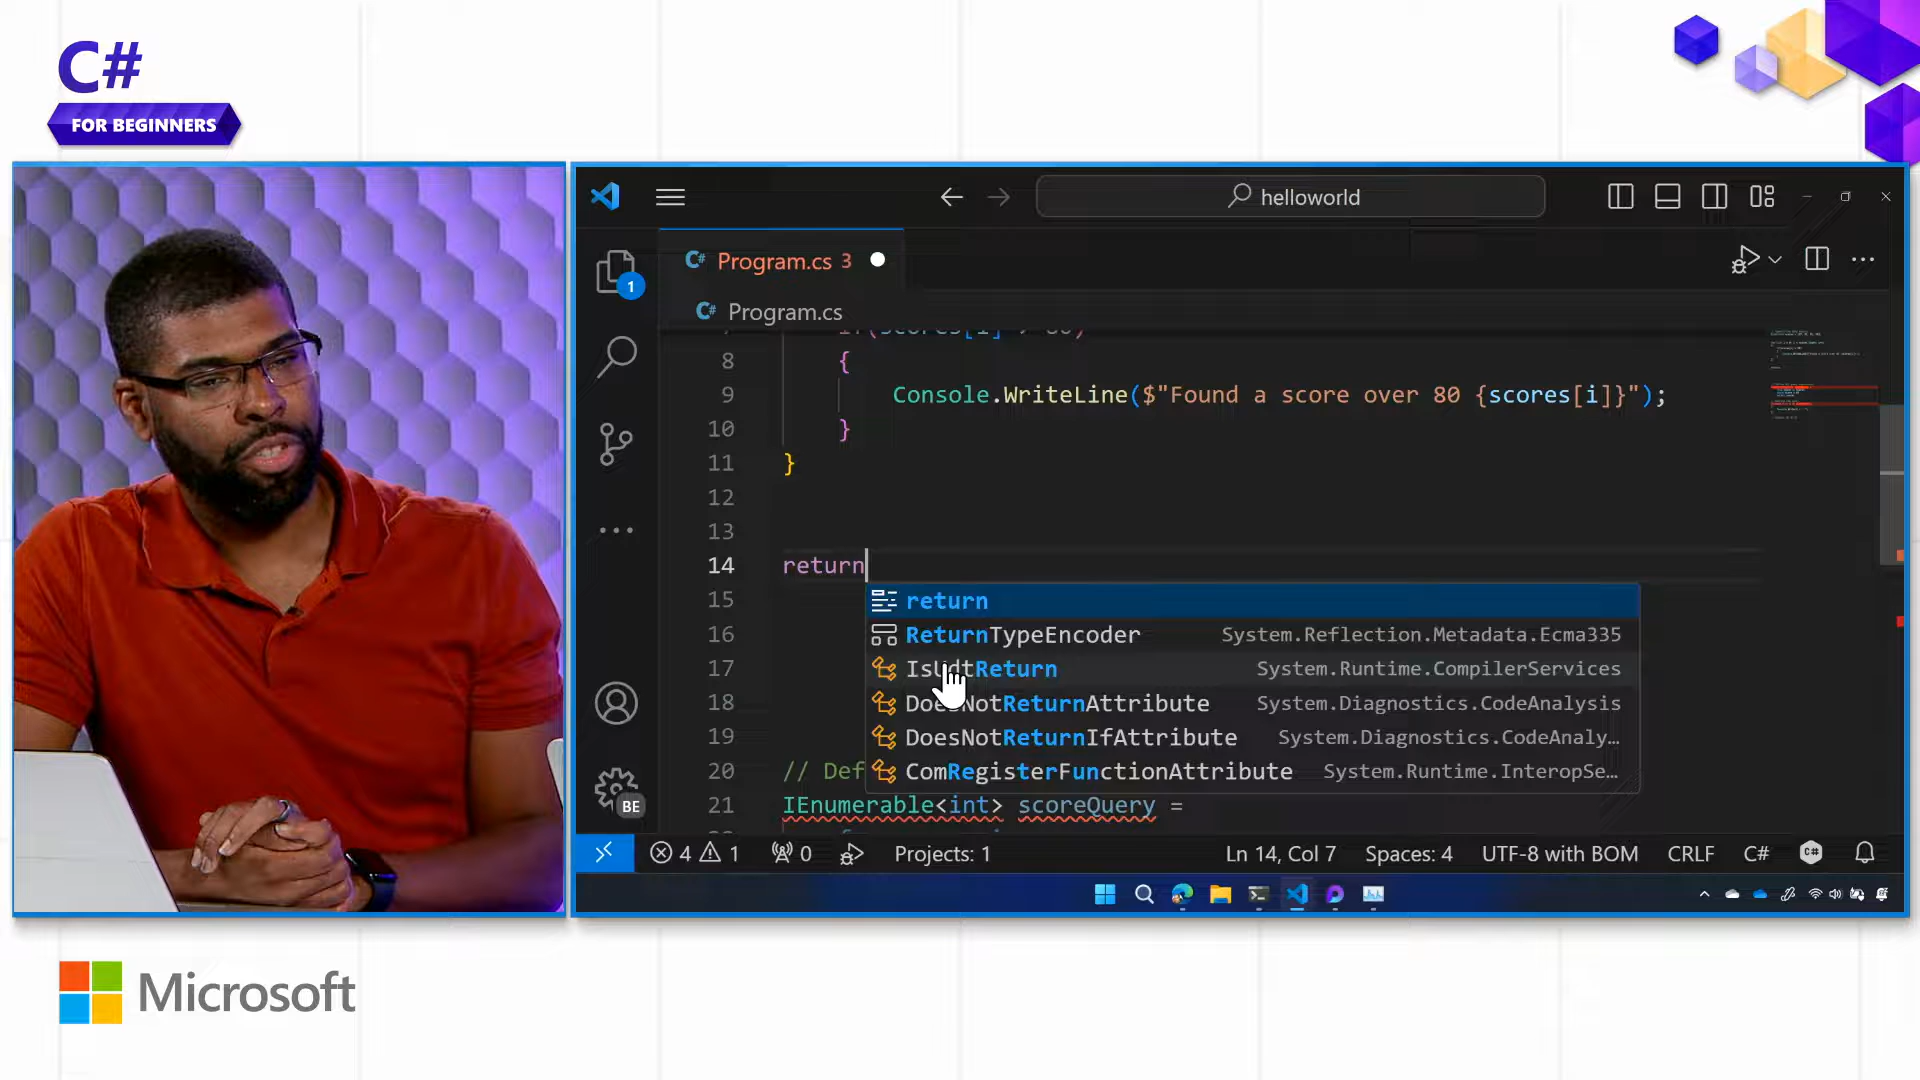 C#
FOR BEGINNERS
helloworld
C# Program.cs 3
1
C# Program.cs
8 {
9 Console.WriteLine($"Found a score over 80 {scores[i]}");
10 }
11 }
12
13
14 return
15 return
16 ReturnTypeEncoder System.Reflection.Metadata.Ecma335
17 IsUdtReturn System.Runtime.CompilerServices
18 DoesNotReturnAttribute System.Diagnostics.CodeAnalysis
19 DoesNotReturnIfAttribute System.Diagnostics.CodeAnaly…
20 // Def ComRegisterFunctionAttribute System.Runtime.InteropSe…
21 IEnumerable<int> scoreQuery =
BE
4 1 0 Projects: 1 Ln 14, Col 7 Spaces: 4 UTF-8 with BOM CRLF C#
Microsoft